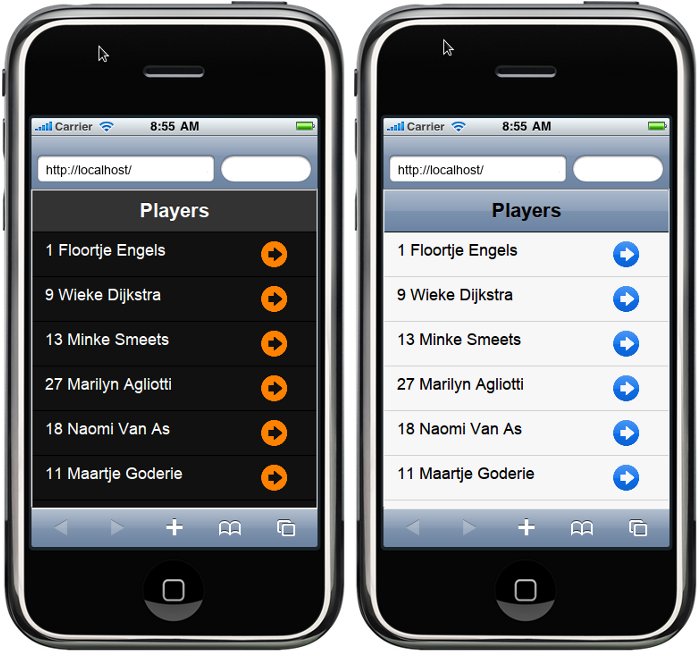 Carrier 8:55 AM
http://localhost/
Players
1 Floortje Engels
9 Wieke Dijkstra
13 Minke Smeets
27 Marilyn Agliotti
18 Naomi Van As
11 Maartje Goderie
Carrier 8:55 AM
http://localhost/
Players
1 Floortje Engels
9 Wieke Dijkstra
13 Minke Smeets
27 Marilyn Agliotti
18 Naomi Van As
11 Maartje Goderie